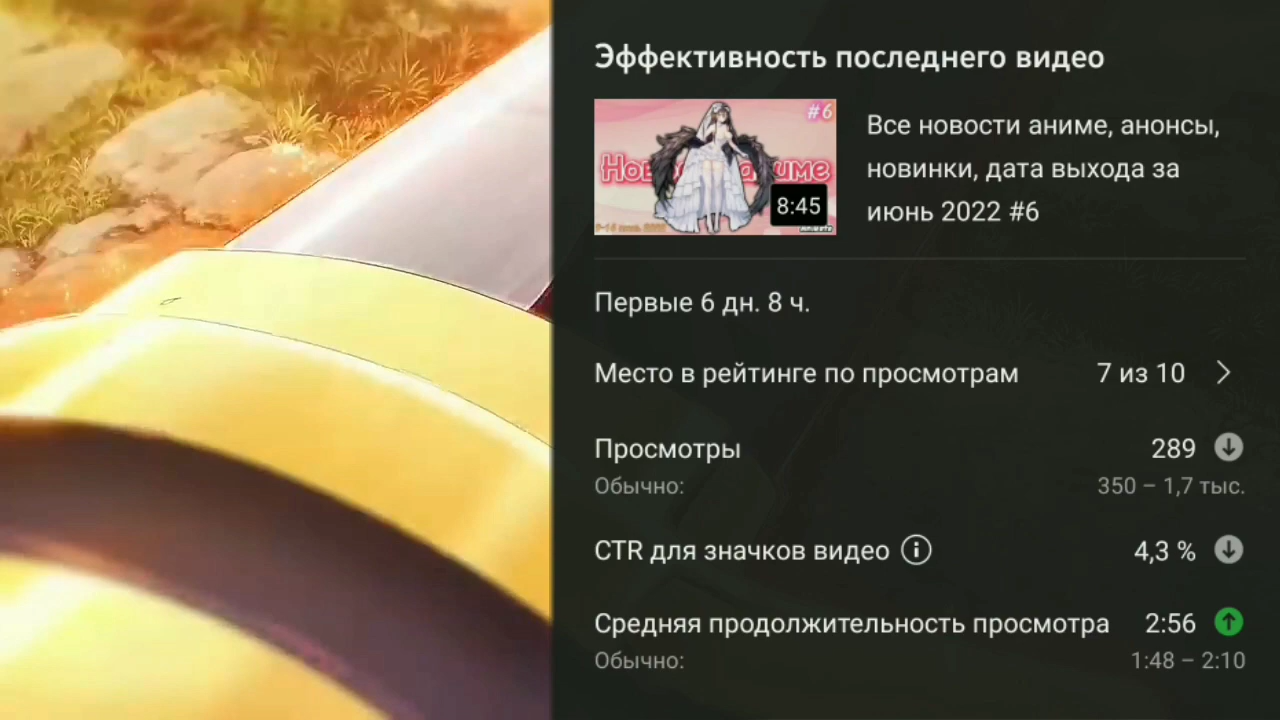 Эффективность последнего видео
#6
8:45
Все новости аниме, анонсы,
новинки, дата выхода за
июнь 2022 #6
Первые 6 дн. 8 ч.
Место в рейтинге по просмотрам 7 из 10
Просмотры 289
Обычно: 350 – 1,7 тыс.
CTR для значков видео 4,3 %
Средняя продолжительность просмотра 2:56
Обычно: 1:48 – 2:10